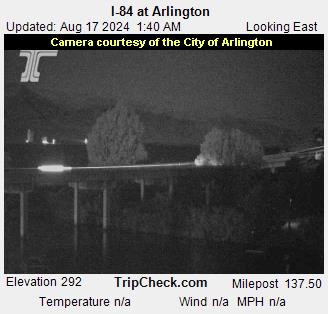 I-84 at Arlington
Updated: Aug 17 2024 1:40 AM Looking East
Camera courtesy of the City of Arlington
Elevation 292 TripCheck.com Milepost 137.50
Temperature n/a Wind n/a MPH n/a